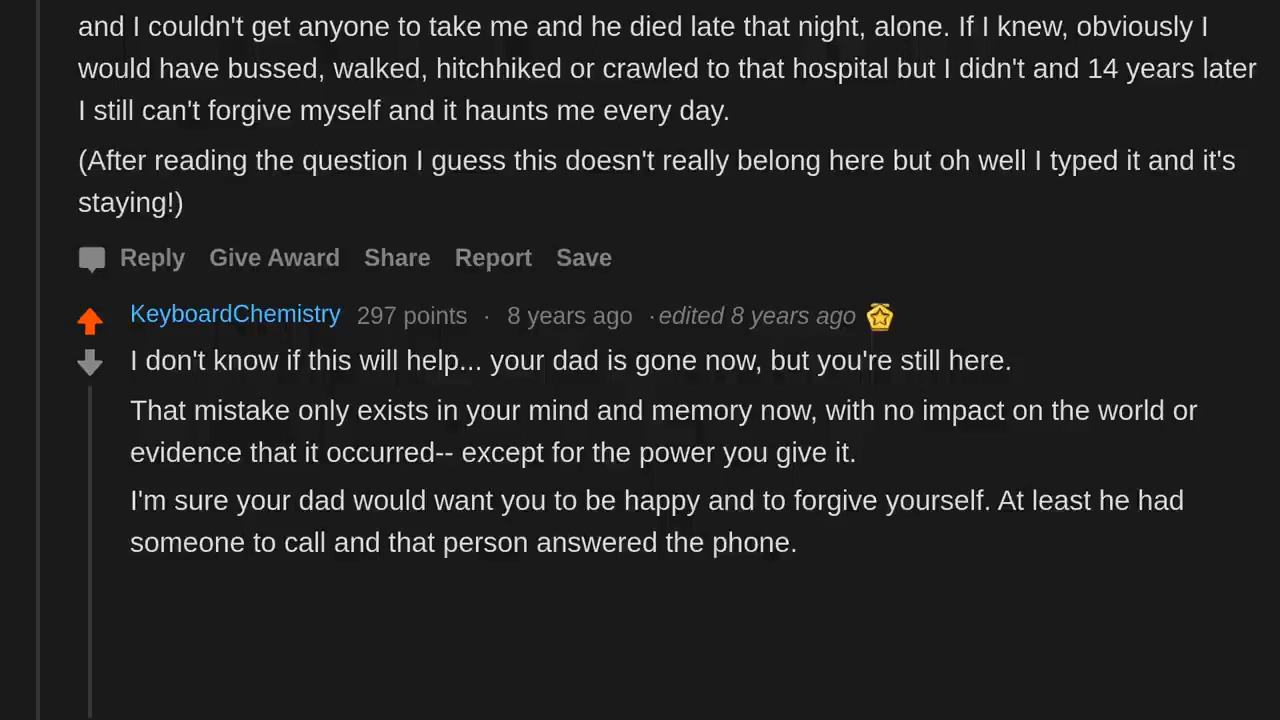 and I couldn't get anyone to take me and he died late that night, alone. If I knew, obviously I
would have bussed, walked, hitchhiked or crawled to that hospital but I didn't and 14 years later
I still can't forgive myself and it haunts me every day.
(After reading the question I guess this doesn't really belong here but oh well I typed it and it's
staying!)
Reply Give Award Share Report Save
KeyboardChemistry 297 points · 8 years ago · edited 8 years ago
I don't know if this will help... your dad is gone now, but you're still here.
That mistake only exists in your mind and memory now, with no impact on the world or
evidence that it occurred-- except for the power you give it.
I'm sure your dad would want you to be happy and to forgive yourself. At least he had
someone to call and that person answered the phone.